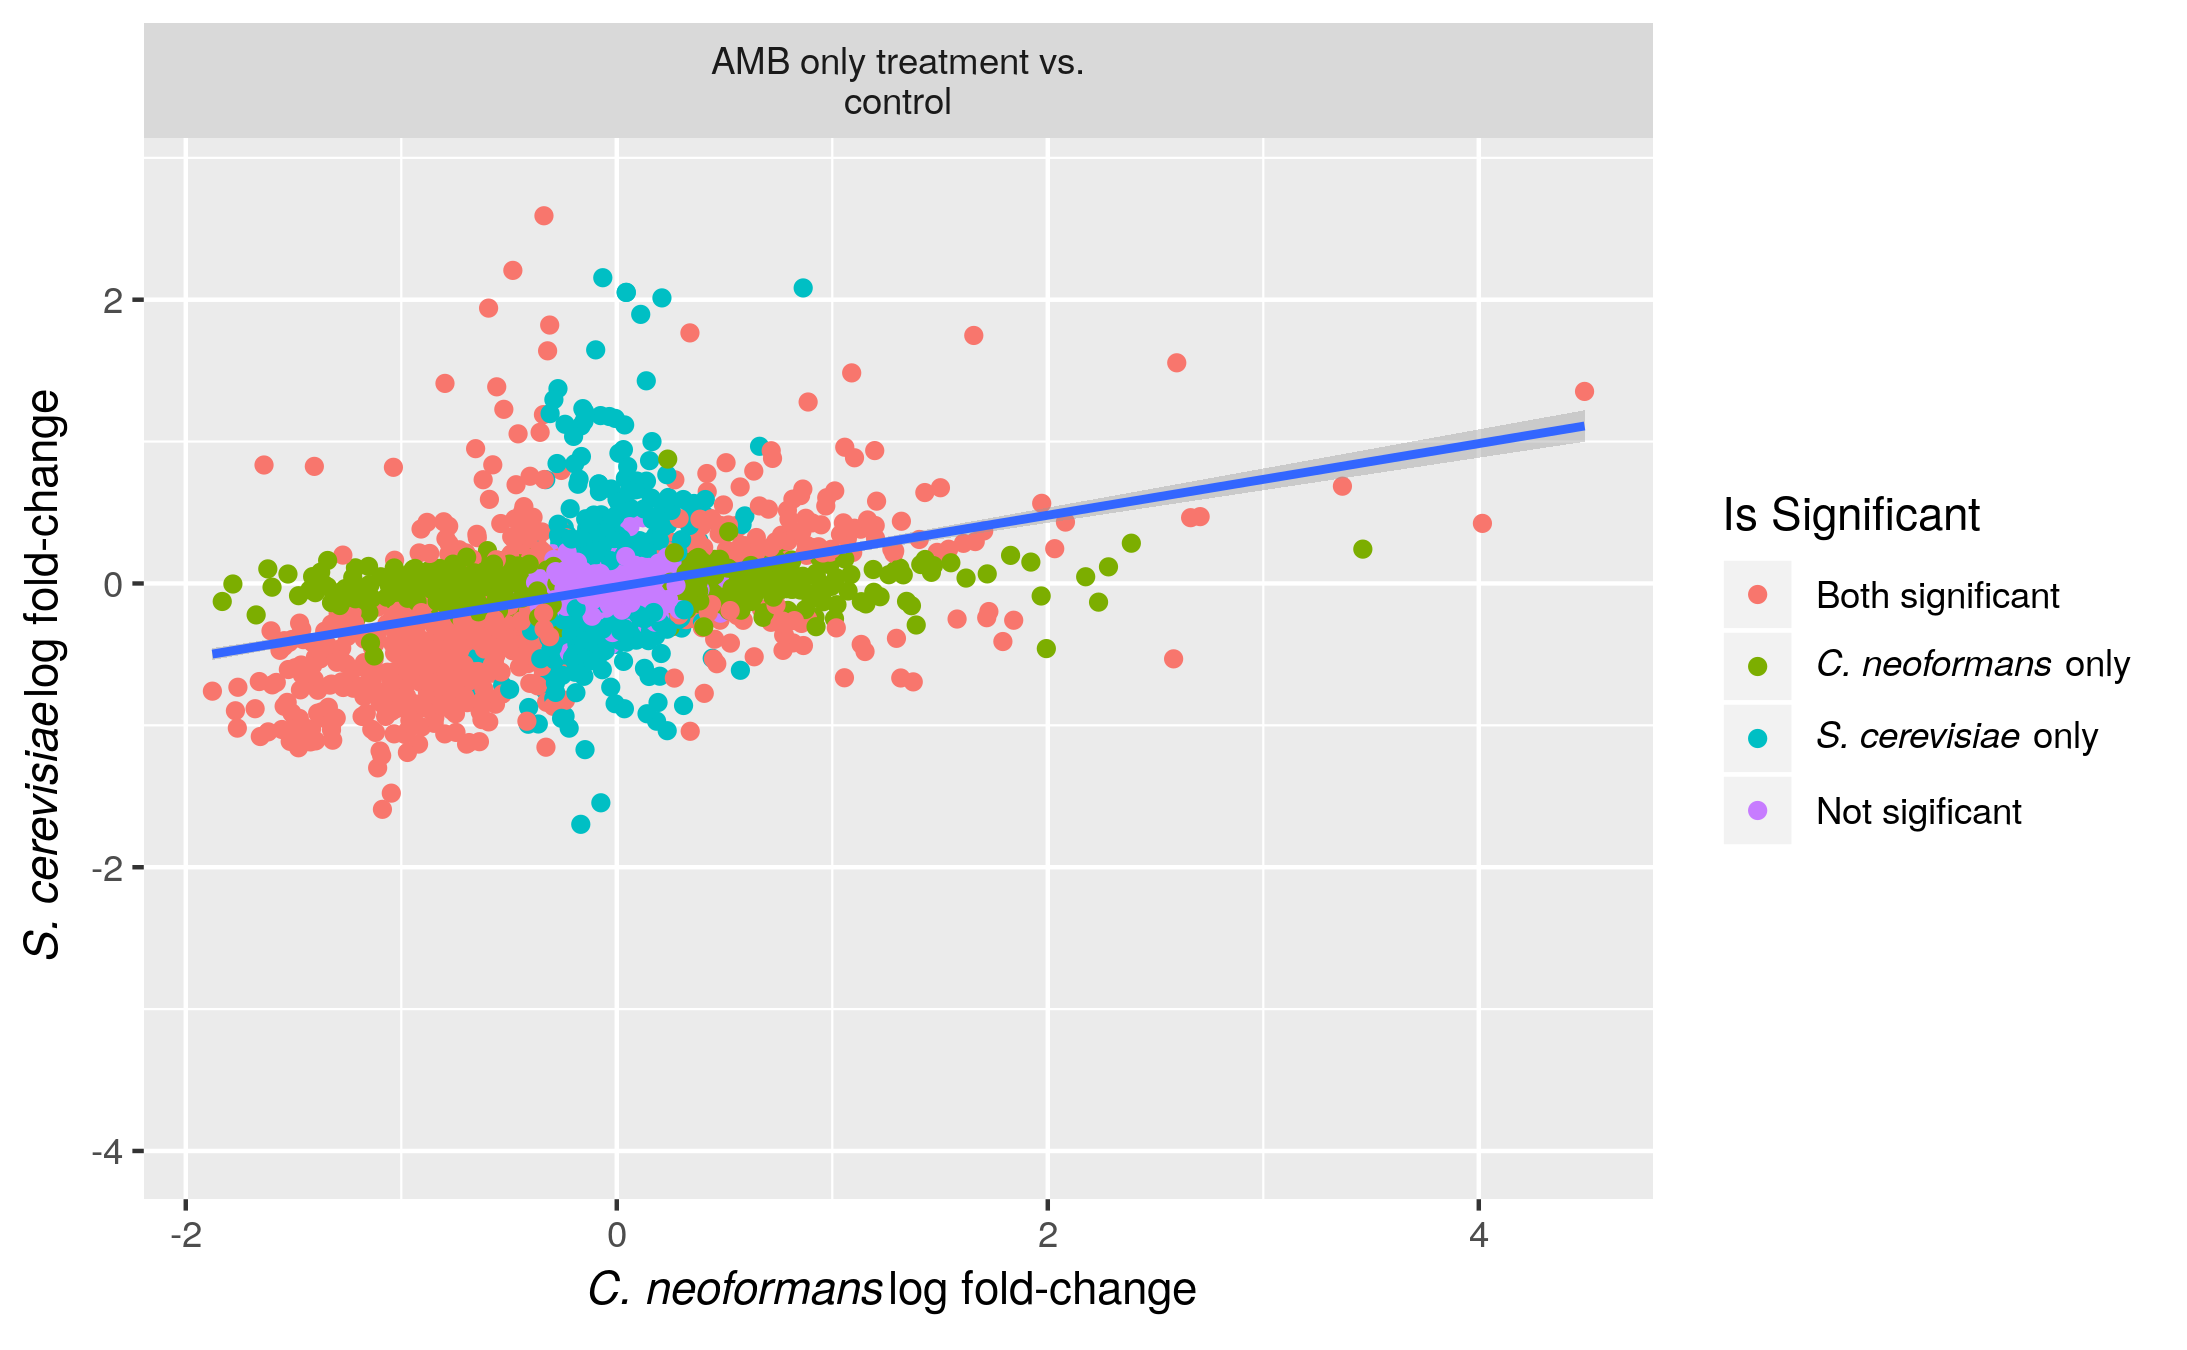 AMB only treatment vs.
control
S. cerevisiae log fold-change
2
0
-2
-4
-2
0
2
4
C. neoformans log fold-change
Is Significant
Both significant
C. neoformans only
S. cerevisiae only
Not sigificant